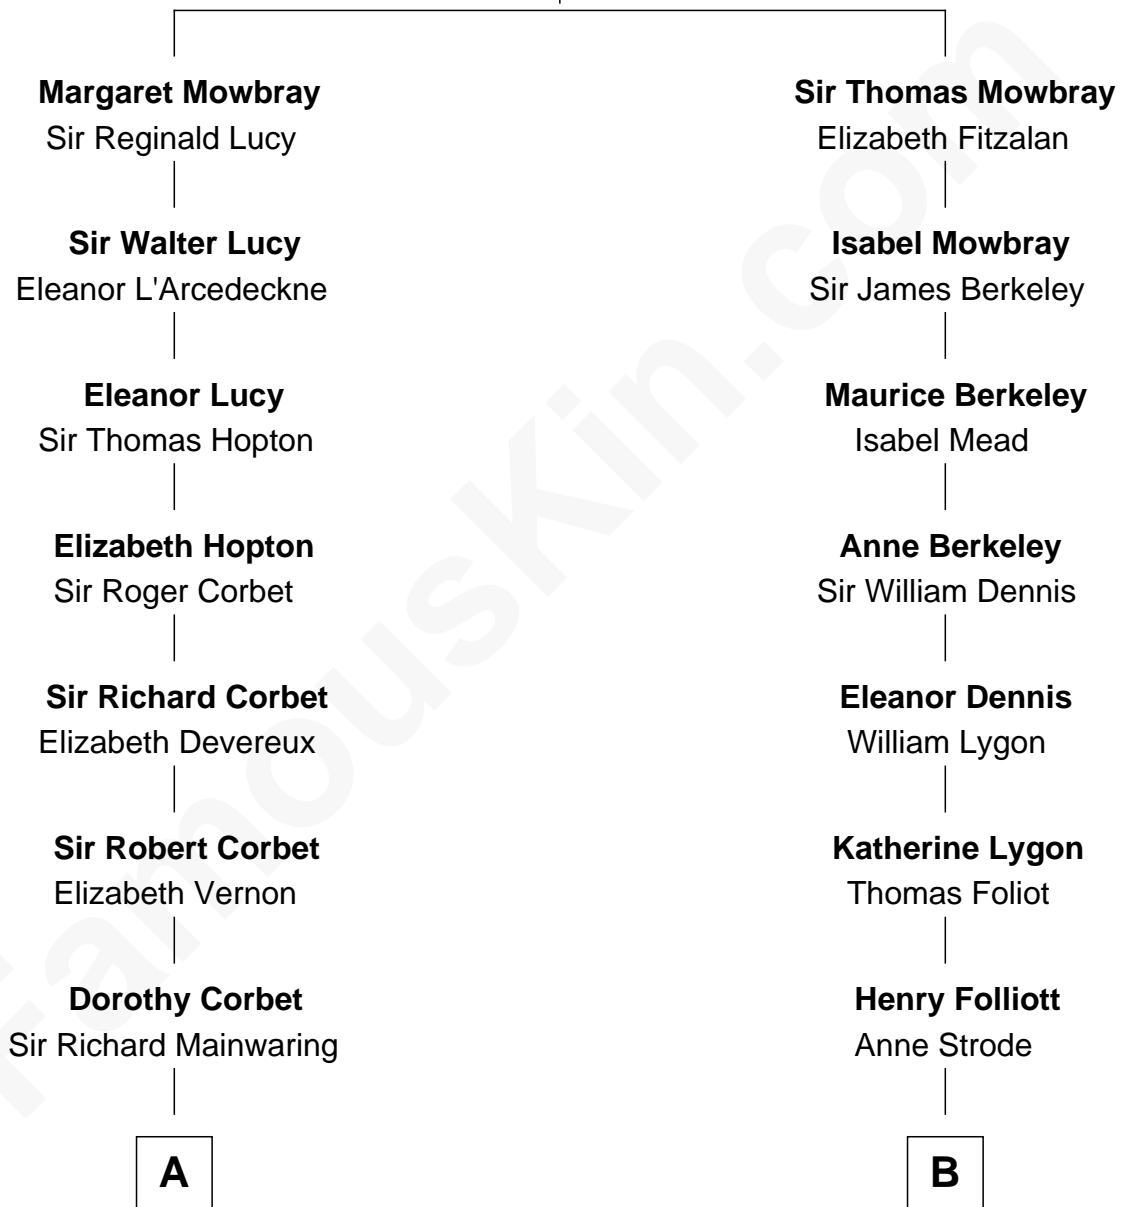 Margaret Mowbray
Sir Reginald Lucy
Sir Thomas Mowbray
Elizabeth Fitzalan
Sir Walter Lucy
Eleanor L'Arcedeckne
Isabel Mowbray
Sir James Berkeley
Eleanor Lucy
Sir Thomas Hopton
Maurice Berkeley
Isabel Mead
Elizabeth Hopton
Sir Roger Corbet
Anne Berkeley
Sir William Dennis
Sir Richard Corbet
Elizabeth Devereux
Eleanor Dennis
William Lygon
Sir Robert Corbet
Elizabeth Vernon
Katherine Lygon
Thomas Foliot
Dorothy Corbet
Sir Richard Mainwaring
Henry Folliott
Anne Strode
A
B
FamousKin.com